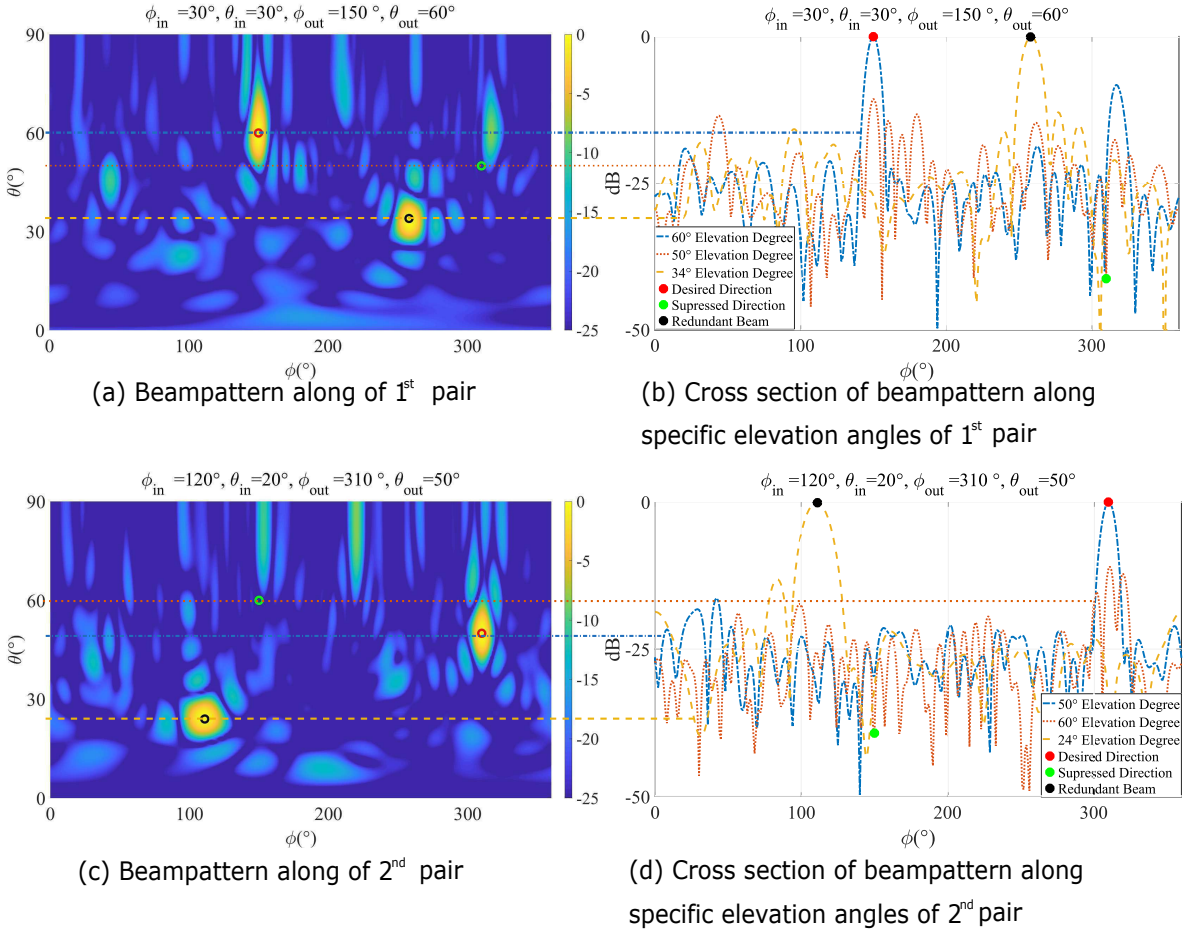 ϕin =30°, θin=30°, ϕout=150 °, θout=60°
90
60
30
0
θ(°)
100
200
300
ϕ(°)
0
-5
-10
-15
-20
-25
(a) Beampattern along of 1st pair
ϕin =30°, θin=30°, ϕout=150 °, θout=60°
0
-25
-50
dB
60° Elevation Degree
50° Elevation Degree
34° Elevation Degree
Desired Direction
Supressed Direction
Redundant Beam
0
100
200
300
ϕ(°)
(b) Cross section of beampattern along
specific elevation angles of 1st pair
ϕin =120°, θin=20°, ϕout=310 °, θout=50°
90
60
30
0
θ(°)
0
100
200
300
ϕ(°)
0
-5
-10
-15
-20
-25
(c) Beampattern along of 2nd pair
ϕin =120°, θin=20°, ϕout=310 °, θout=50°
0
-25
-50
dB
50° Elevation Degree
60° Elevation Degree
24° Elevation Degree
Desired Direction
Supressed Direction
Redundant Beam
0
100
200
300
ϕ(°)
(d) Cross section of beampattern along
specific elevation angles of 2nd pair